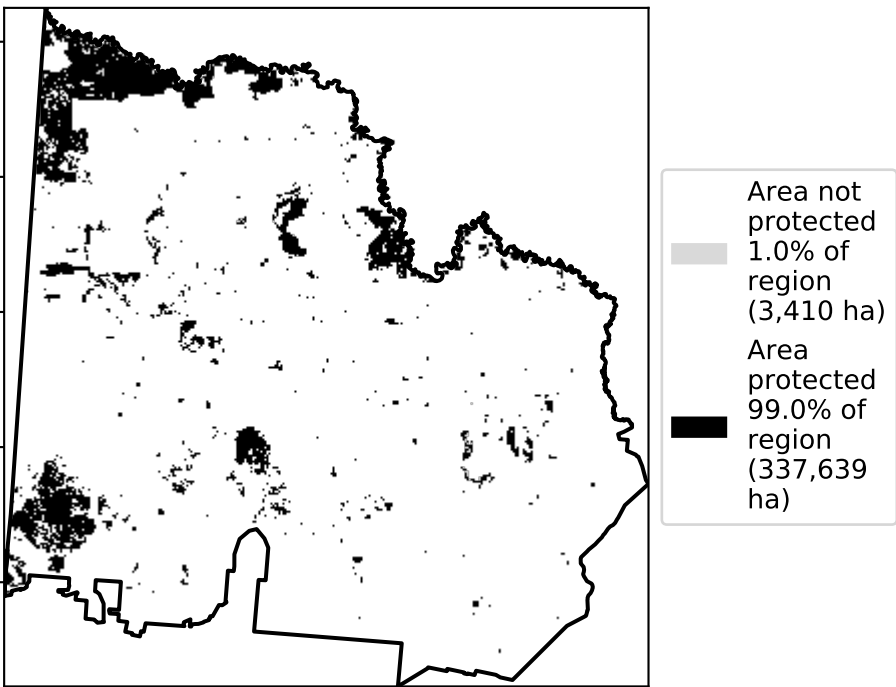 Area not
protected
1.0% of
region
(3,410 ha)
Area
protected
99.0% of
region
(337,639
ha)